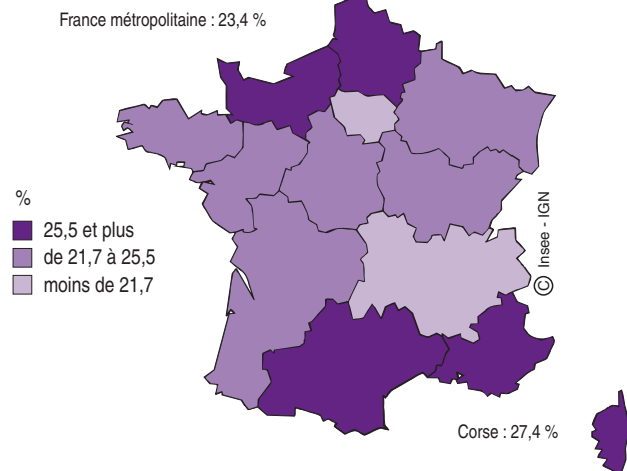 France métropolitaine : 23,4 %
%
25,5 et plus
de 21,7 à 25,5
moins de 21,7
© Insee - IGN
Corse : 27,4 %